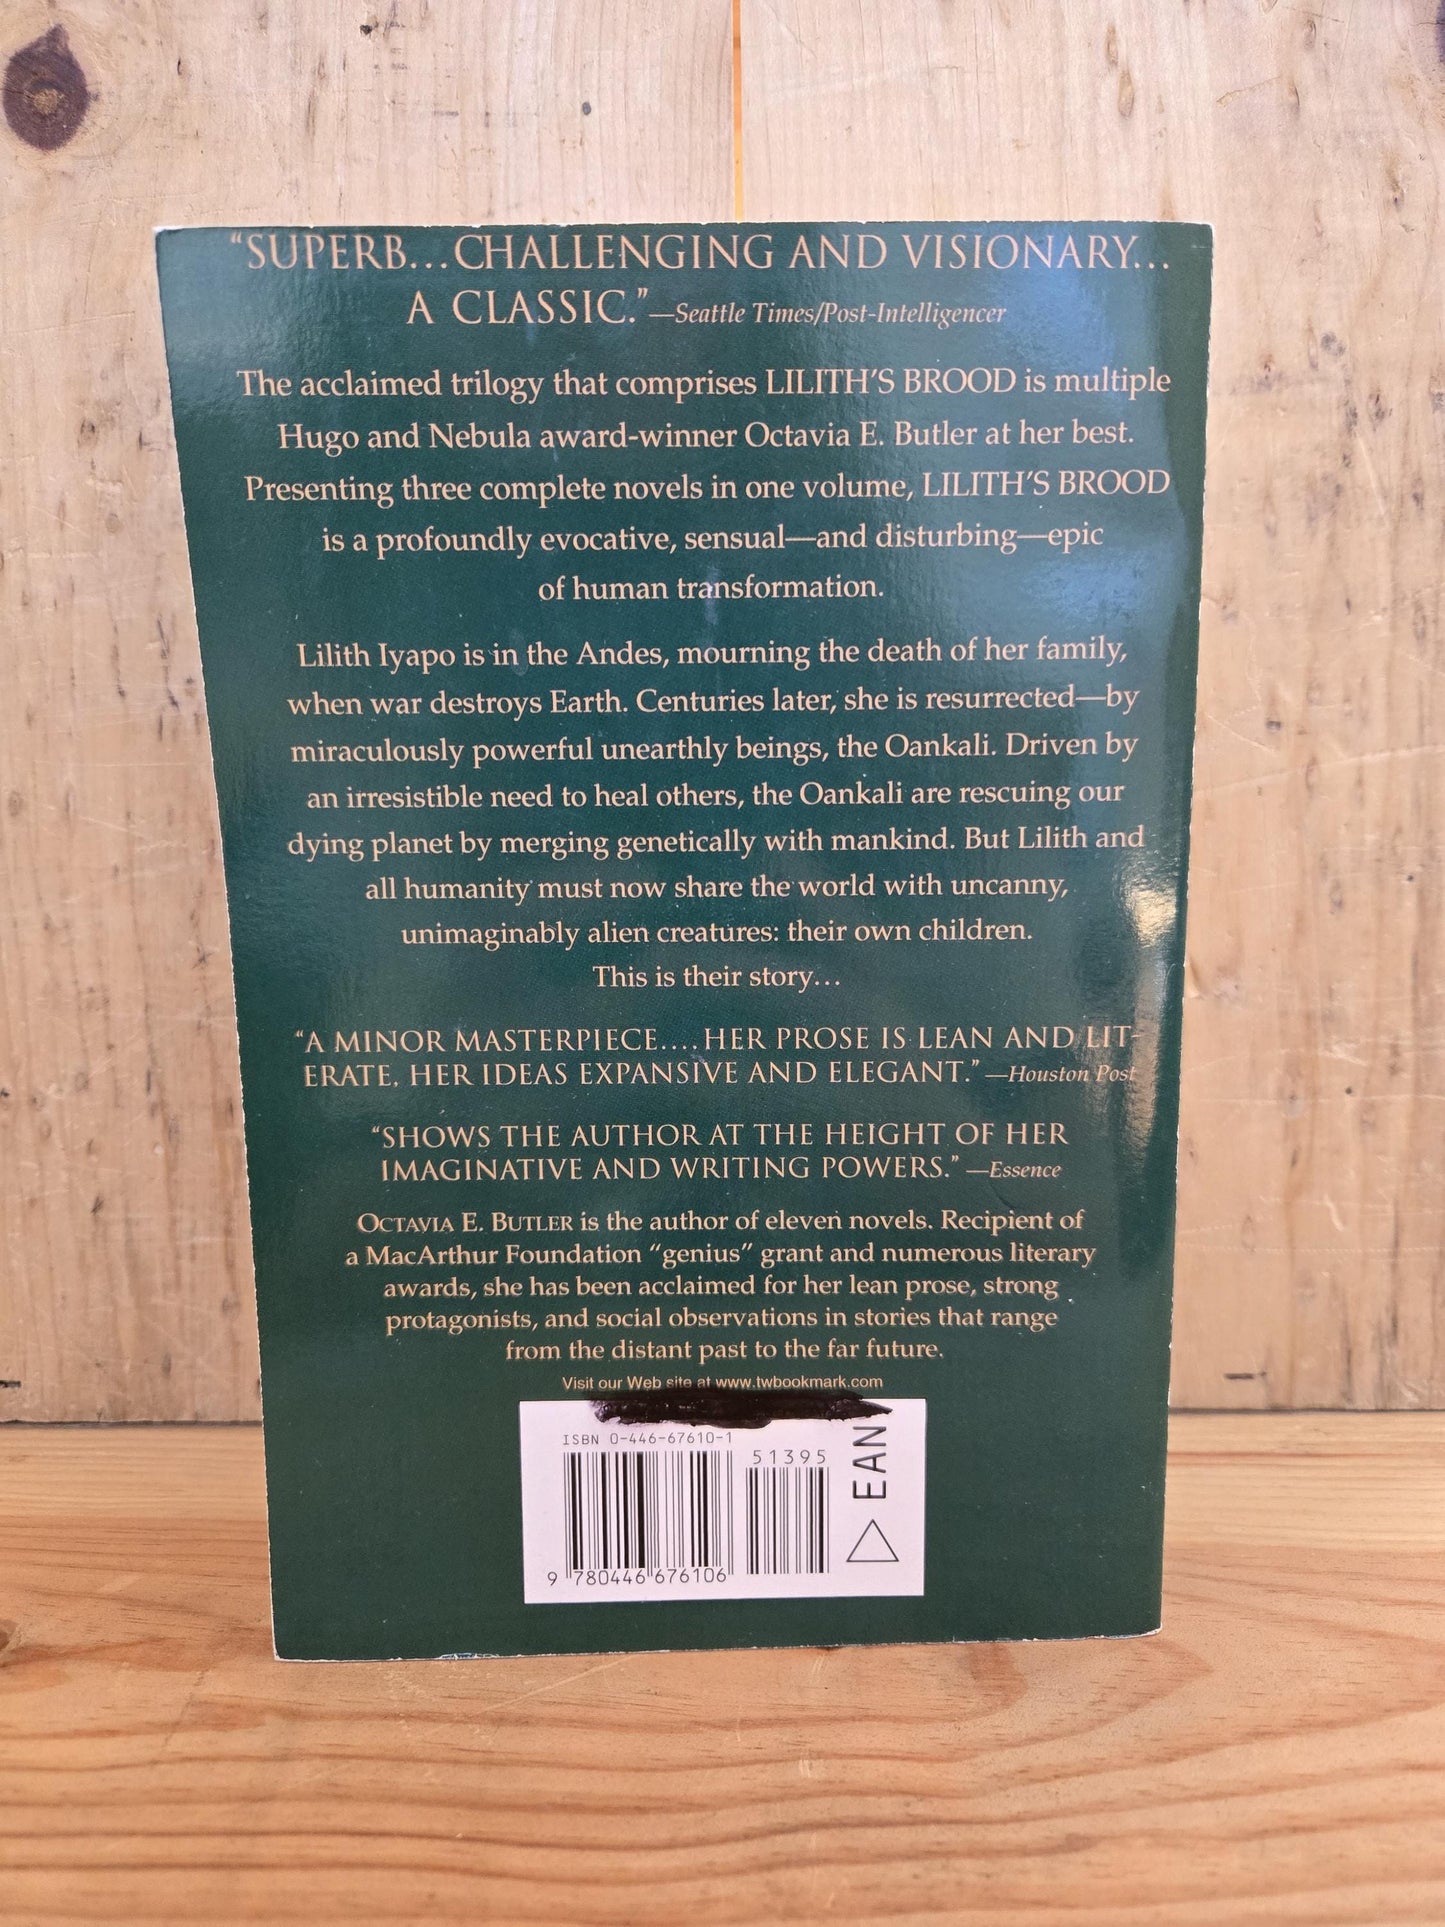 “SUPERB...CHALLENGING AND VISIONARY...
A CLASSIC.” —Seattle Times/Post-Intelligencer
The acclaimed trilogy that comprises LILITH’S BROOD is multiple
Hugo and Nebula award-winner Octavia E. Butler at her best.
Presenting three complete novels in one volume, LILITH’S BROOD
is a profoundly evocative, sensual—and disturbing—epic
of human transformation.
Lilith Iyapo is in the Andes, mourning the death of her family,
when war destroys Earth. Centuries later, she is resurrected—by
miraculously powerful unearthly beings, the Oankali. Driven by
an irresistible need to heal others, the Oankali are rescuing our
dying planet by merging genetically with mankind. But Lilith and
all humanity must now share the world with uncanny,
unimaginably alien creatures: their own children.
This is their story...
“A MINOR MASTERPIECE....HER PROSE IS LEAN AND LIT-
ERATE, HER IDEAS EXPANSIVE AND ELEGANT.” —Houston Post
“SHOWS THE AUTHOR AT THE HEIGHT OF HER
IMAGINATIVE AND WRITING POWERS.” —Essence
OCTAVIA E. BUTLER is the author of eleven novels. Recipient of
a MacArthur Foundation “genius” grant and numerous literary
awards, she has been acclaimed for her lean prose, strong
protagonists, and social observations in stories that range
from the distant past to the far future.
Visit our Web site at www.twbookmark.com
ISBN 0-446-67610-1
51395
EAN
9 780446 676106